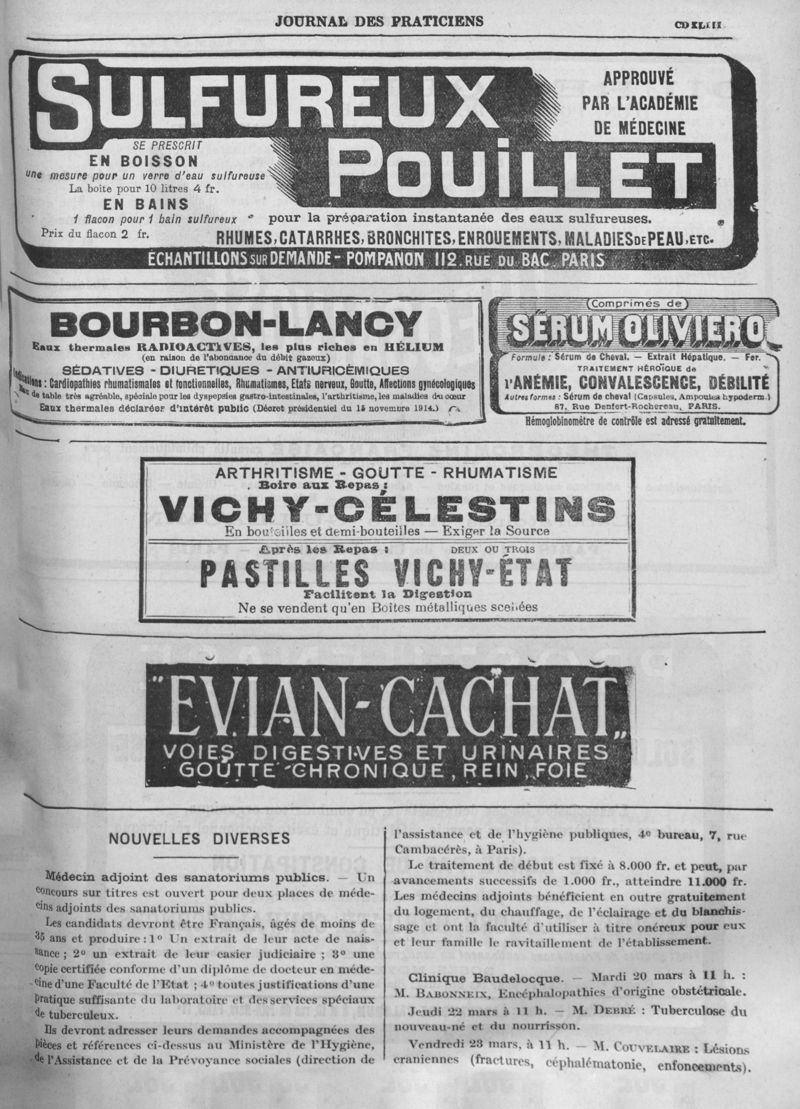 JOURNAL DES PRATICIENS
CDXLIII
SULFUREUX
POUILLET
APPROUVÉ
PAR L'ACADÉMIE
DE MÉDECINE
SE PRESCRIT
EN BOISSON
une mesure pour un verre d'eau sulfureuse
La boite pour 10 litres 4 fr.
EN BAINS
1 flacon pour 1 bain sulfureux
Prix du flacon 2 fr.
pour la préparation instantanée des eaux sulfureuses.
RHUMES, CATARRHES, BRONCHITES, ENROUEMENTS, MALADIES DE PEAU, ETC.
ÉCHANTILLONS SUR DEMANDE - POMPANON 112. RUE DU BAC PARIS
BOURBON-LANCY
Eaux thermales RADIOACTIVES, les plus riches en HÉLIUM
(en raison de l'abondance du débit gazeux)
SÉDATIVES - DIURETIQUES - ANTIURICÉMIQUES
Indications : Cardiopathies rhumatismales et fonctionnelles, Rhumatismes, Etats nerveux, Goutte, Affections gynécologiques
Eau de table très agréable, spéciale pour les dyspepsies gastro-intestinales, l'arthritisme, les maladies du cœur
Eaux thermales déclarées d'intérêt public (Décret présidentiel du 15 novembre 1914.)
(Comprimés de)
SÉRUM OLIVIERO
Formule : Sérum de Cheval. — Extrait Hépatique. — Fer.
TRAITEMENT HÉROÏQUE de
l'ANÉMIE, CONVALESCENCE, DÉBILITÉ
Autres formes : Sérum de cheval (Capsules, Ampoules hypoderm.)
87, Rue Denfert-Rochereau, PARIS.
Hémoglobinomètre de contrôle est adressé gratuitement.
ARTHRITISME - GOUTTE - RHUMATISME
Boire aux Repas :
VICHY-CÉLESTINS
En bouteilles et demi-bouteilles — Exiger la Source
Après les Repas : DEUX OU TROIS
PASTILLES VICHY-ÉTAT
Facilitent la Digestion
Ne se vendent qu'en Boîtes métalliques scellées
"EVIAN-CACHAT"
VOIES DIGESTIVES ET URINAIRES
GOUTTE CHRONIQUE, REIN, FOIE
NOUVELLES DIVERSES
Médecin adjoint des sanatoriums publics. — Un
concours sur titres est ouvert pour deux places de méde-
cins adjoints des sanatoriums publics.
Les candidats devront être Français, âgés de moins de
35 ans et produire : 1° Un extrait de leur acte de nais-
sance ; 2° un extrait de leur casier judiciaire ; 3° une
copie certifiée conforme d'un diplôme de docteur en méde-
cine d'une Faculté de l'Etat ; 4° toutes justifications d'une
pratique suffisante du laboratoire et des services spéciaux
de tuberculeux.
Ils devront adresser leurs demandes accompagnées des
pièces et références ci-dessus au Ministère de l'Hygiène,
de l'Assistance et de la Prévoyance sociales (direction de
l'assistance et de l'hygiène publiques, 4e bureau, 7, rue
Cambacérès, à Paris).
Le traitement de début est fixé à 8.000 fr. et peut, par
avancements successifs de 1.000 fr., atteindre 11.000 fr.
Les médecins adjoints bénéficient en outre gratuitement
du logement, du chauffage, de l'éclairage et du blanchis-
sage et ont la faculté d'utiliser à titre onéreux pour eux
et leur famille le ravitaillement de l'établissement.
Clinique Baudelocque. — Mardi 20 mars à 11 h. :
M. BABONNEIX, Encéphalopathies d'origine obstétricale.
Jeudi 22 mars à 11 h. — M. DEBRÉ : Tuberculose du
nouveau-né et du nourrisson.
Vendredi 23 mars, à 11 h. — M. COUVELAIRE : Lésions
craniennes (fractures, céphalématonie, enfoncements).